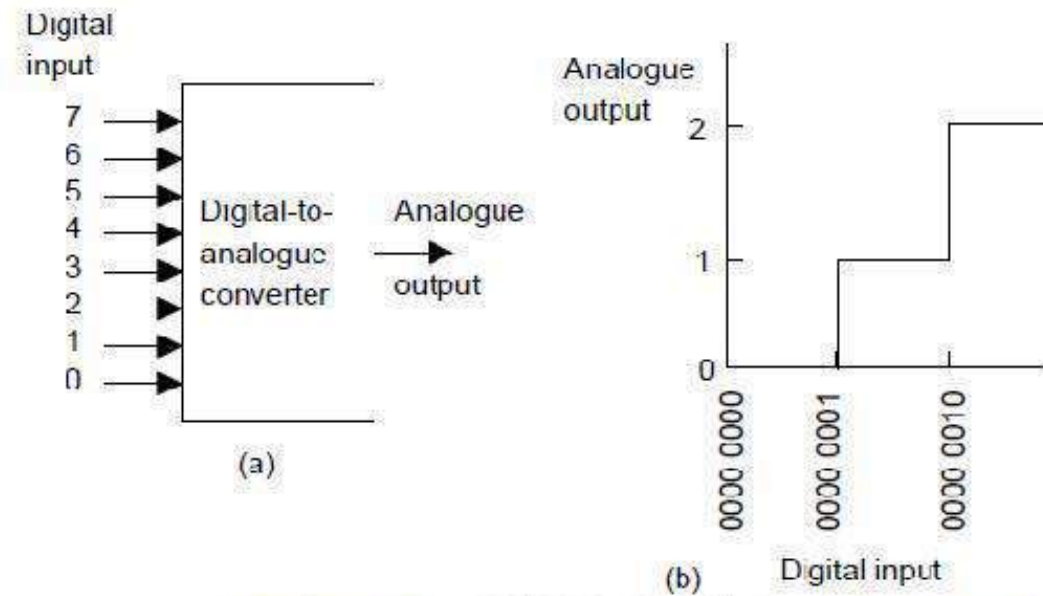 Digital
input
7
6
5
4
3
2
1
0
Digital-to-
analogue
converter
Analogue
output
(a)
Analogue
output
2
1
0
0000 0000
0000 0001
0000 0010
Digital input
(b)